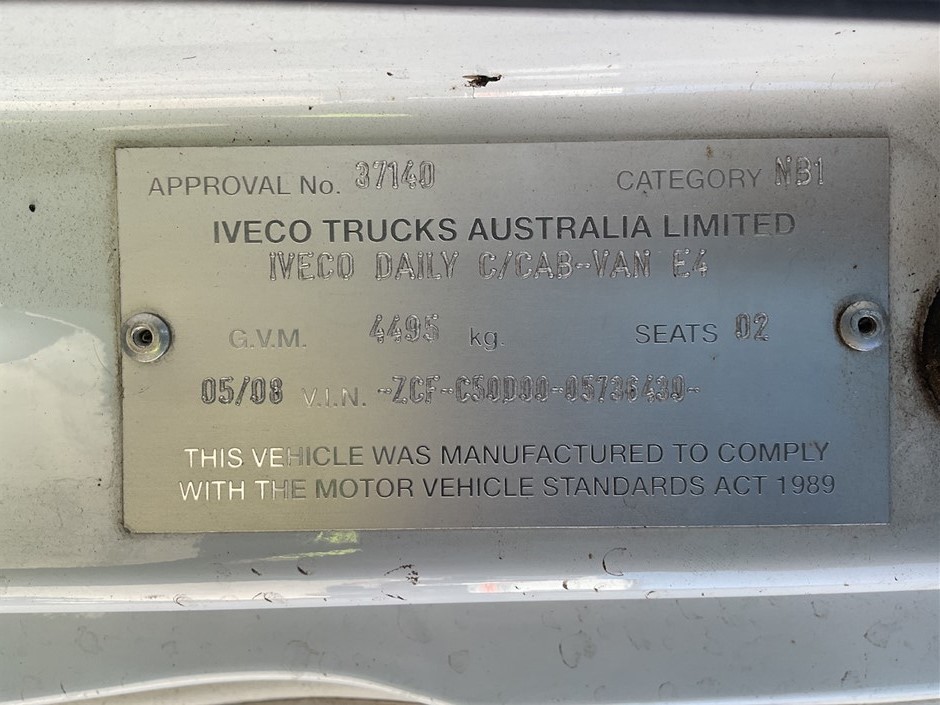 APPROVAL No. 37140 CATEGORY NB1
IVECO TRUCKS AUSTRALIA LIMITED
IVECO DAILY C/CAB-VAN E4
G.V.M. 4495 kg. SEATS 02
05/08 V.I.N. -ZCF-C50D00-05736430-
THIS VEHICLE WAS MANUFACTURED TO COMPLY
WITH THE MOTOR VEHICLE STANDARDS ACT 1989